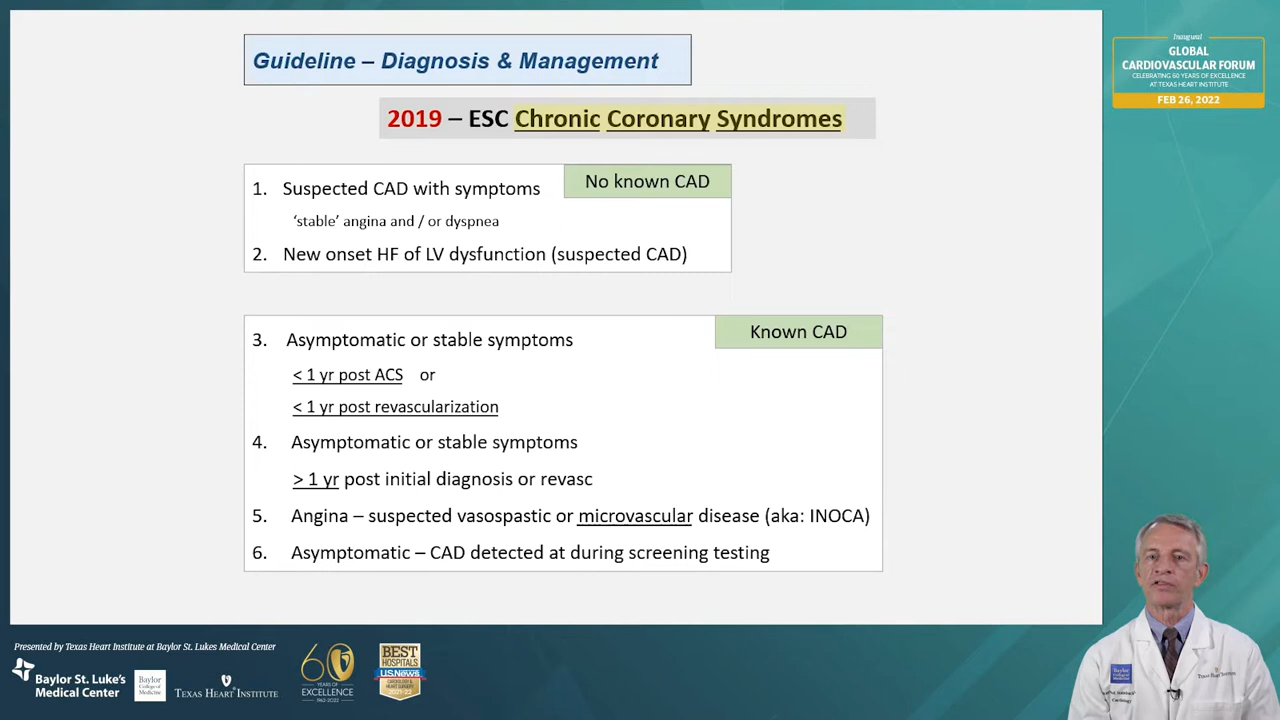 Guideline – Diagnosis & Management
2019 – ESC Chronic Coronary Syndromes
No known CAD
1. Suspected CAD with symptoms
‘stable’ angina and / or dyspnea
2. New onset HF of LV dysfunction (suspected CAD)
Known CAD
3. Asymptomatic or stable symptoms
< 1 yr post ACS or
< 1 yr post revascularization
4. Asymptomatic or stable symptoms
> 1 yr post initial diagnosis or revasc
5. Angina – suspected vasospastic or microvascular disease (aka: INOCA)
6. Asymptomatic – CAD detected at during screening testing
Inaugural
GLOBAL
CARDIOVASCULAR FORUM
CELEBRATING 60 YEARS OF EXCELLENCE
AT TEXAS HEART INSTITUTE
FEB 26, 2022
Presented by Texas Heart Institute at Baylor St. Lukes Medical Center
Baylor St. Luke's
Medical Center
Baylor
College of
Medicine
TEXAS HEART INSTITUTE
60
YEARS OF
EXCELLENCE
1962-2022
BEST
HOSPITALS
U.S. News